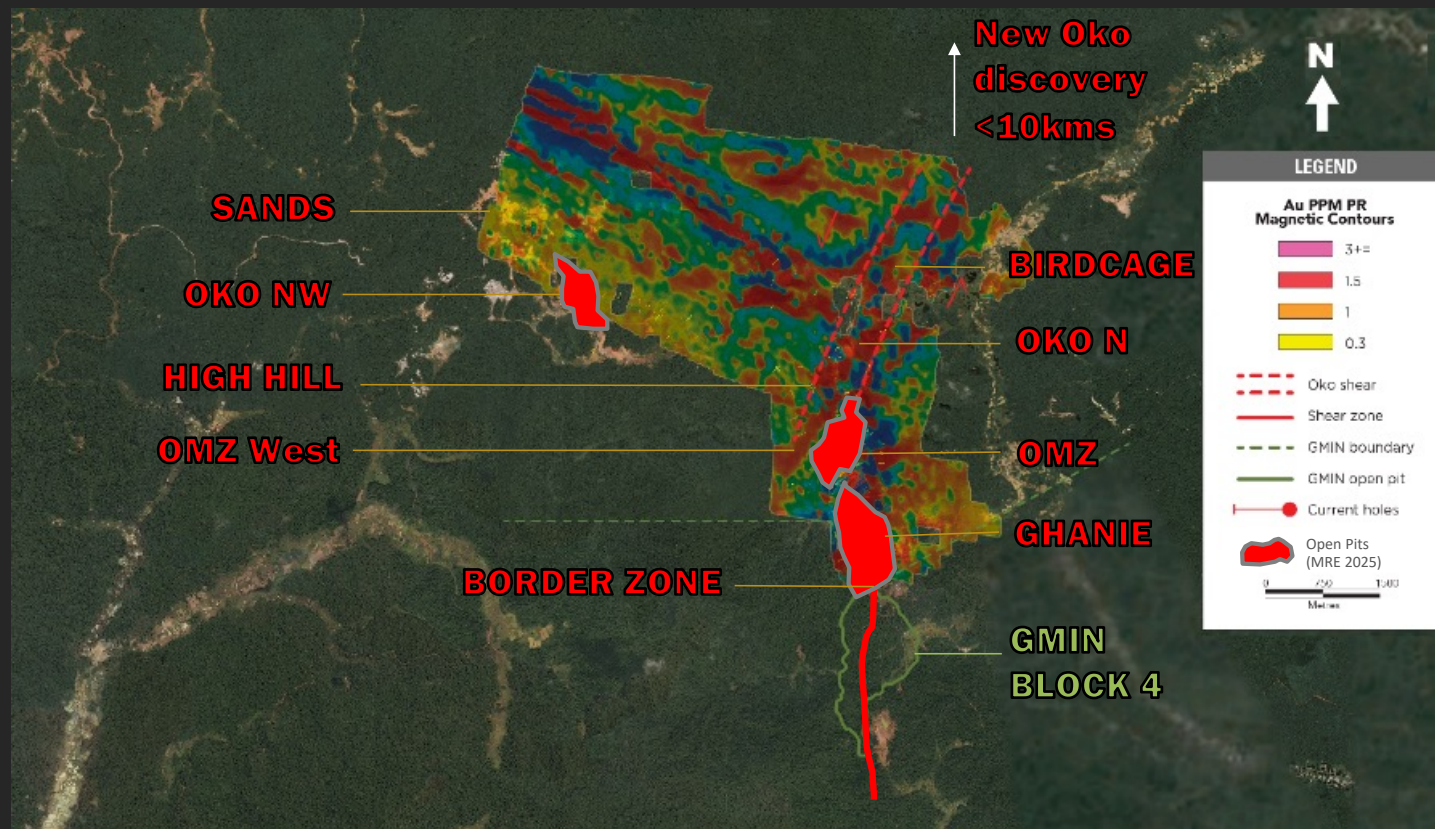 New Oko
discovery
<10kms
N
LEGEND
Au PPM PR
Magnetic Contours
3+=
1.5
1
0.3
Oko shear
Shear zone
GMIN boundary
GMIN open pit
Current holes
Open Pits
(MRE 2025)
0 750 1500
Metres
SANDS
OKO NW
HIGH HILL
OMZ West
BORDER ZONE
BIRDCAGE
OKO N
OMZ
GHANIE
GMIN
BLOCK 4